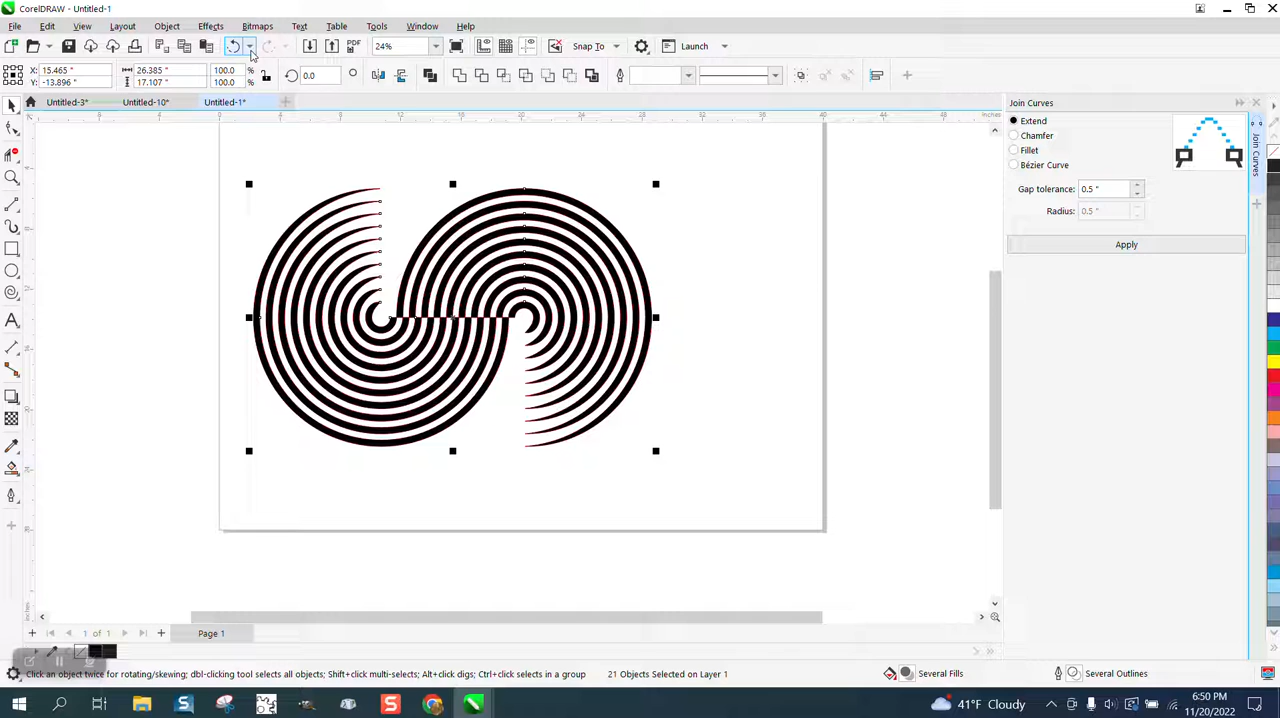 CorelDRAW - Untitled-1
File Edit View Layout Object Effects Bitmaps Text Table Tools Window Help
PDF 24% Snap To Launch
X: 15.465 " 26.385 " 100.0 % 0.0 °
Y: -13.896 " 17.107 " 100.0 %
Untitled-3* Untitled-10* Untitled-1*
inches
Join Curves
Extend
Chamfer
Fillet
Bézier Curve
Gap tolerance: 0.5 "
Radius: 0.5 "
Apply
Join Curves
1 of 1 Page 1
Click an object twice for rotating/skewing; dbl-clicking tool selects all objects; Shift+click multi-selects; Alt+click digs; Ctrl+click selects in a group 21 Objects Selected on Layer 1 Several Fills Several Outlines
41°F Cloudy 6:50 PM
11/20/2022